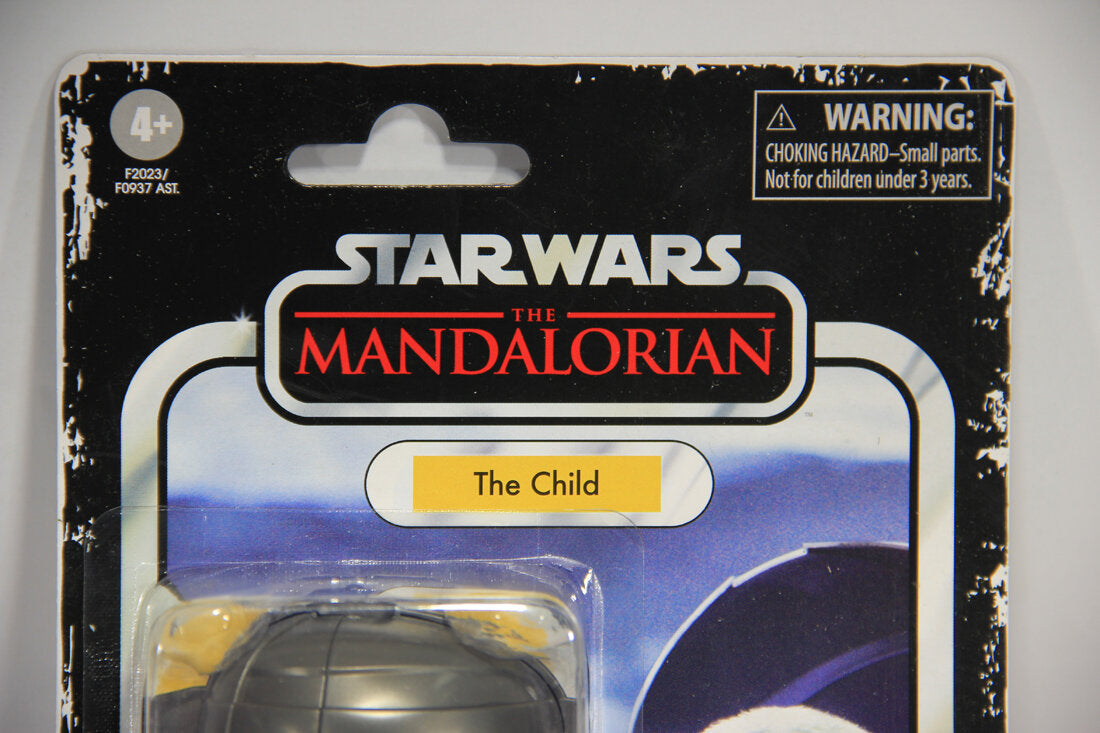 4+
F2023/
F0937 AST.
⚠ WARNING:
CHOKING HAZARD–Small parts.
Not for children under 3 years.
STAR WARS
THE
MANDALORIAN
™
The Child